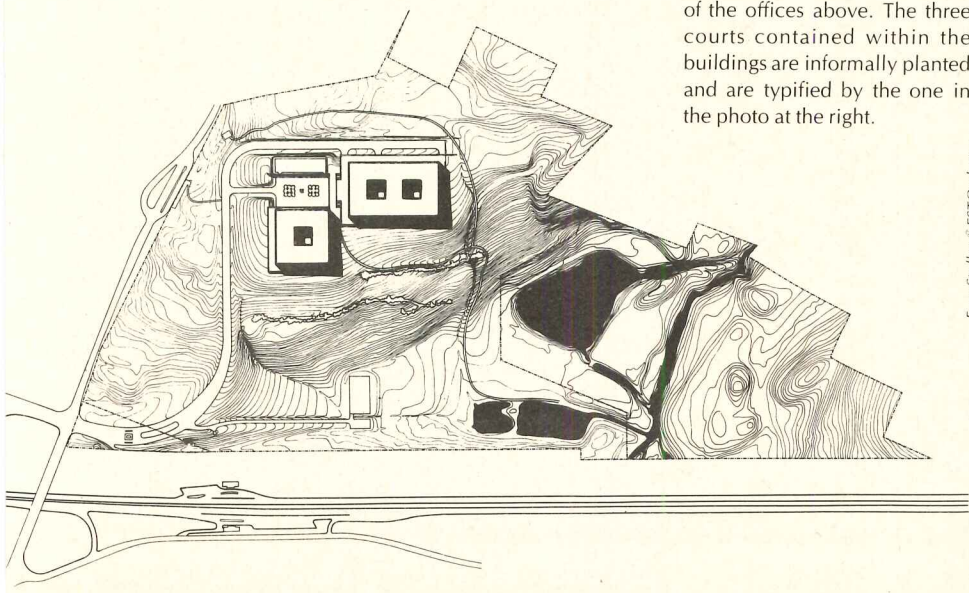 of the offices above. The three
courts contained within the
buildings are informally planted
and are typified by the one in
the photo at the right.